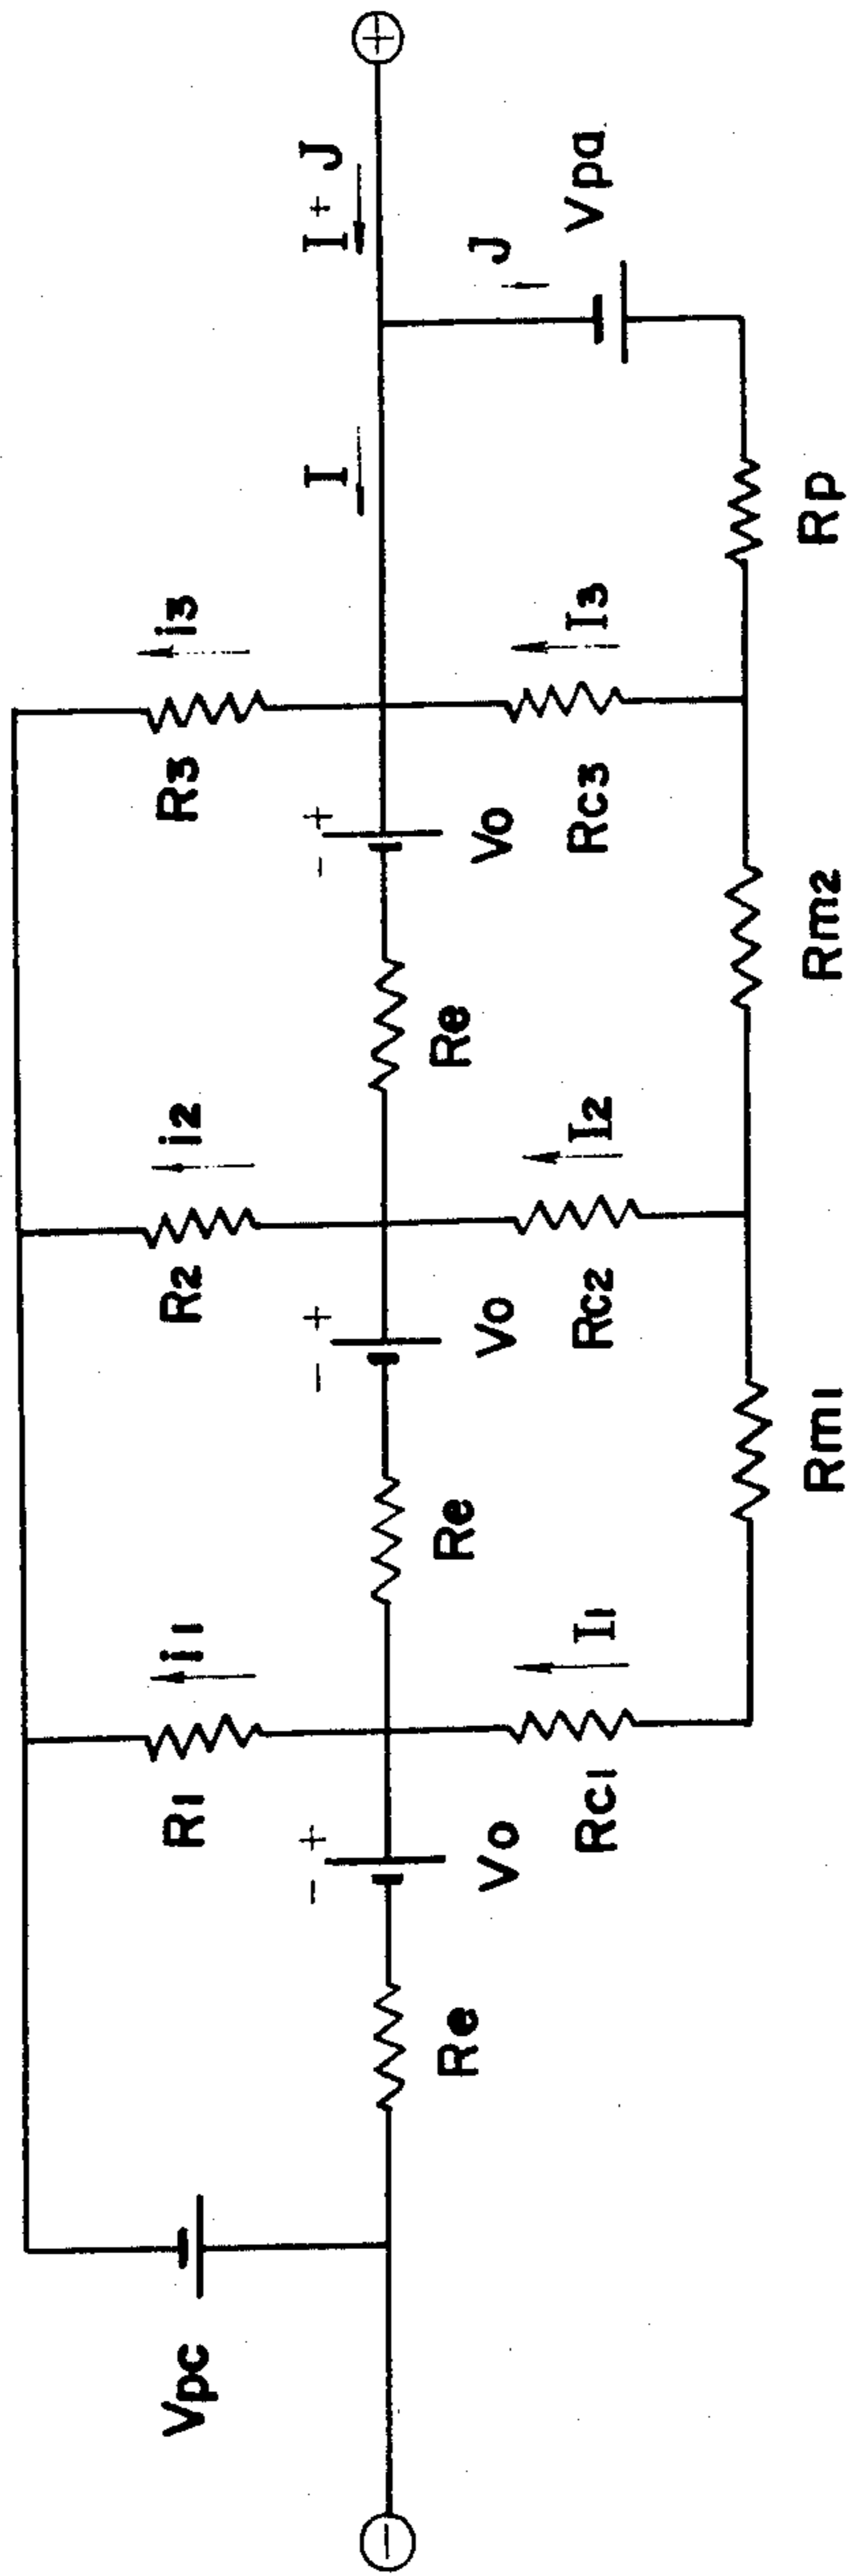 I + J
J
Vpa
I
i3
R3
I3
Rc3
- +
Vo
Rp
Re
Rm2
i2
R2
I2
Rc2
- +
Vo
Re
Rm1
i1
R1
I1
Rc1
- +
Vo
Re
Vpc
+
-